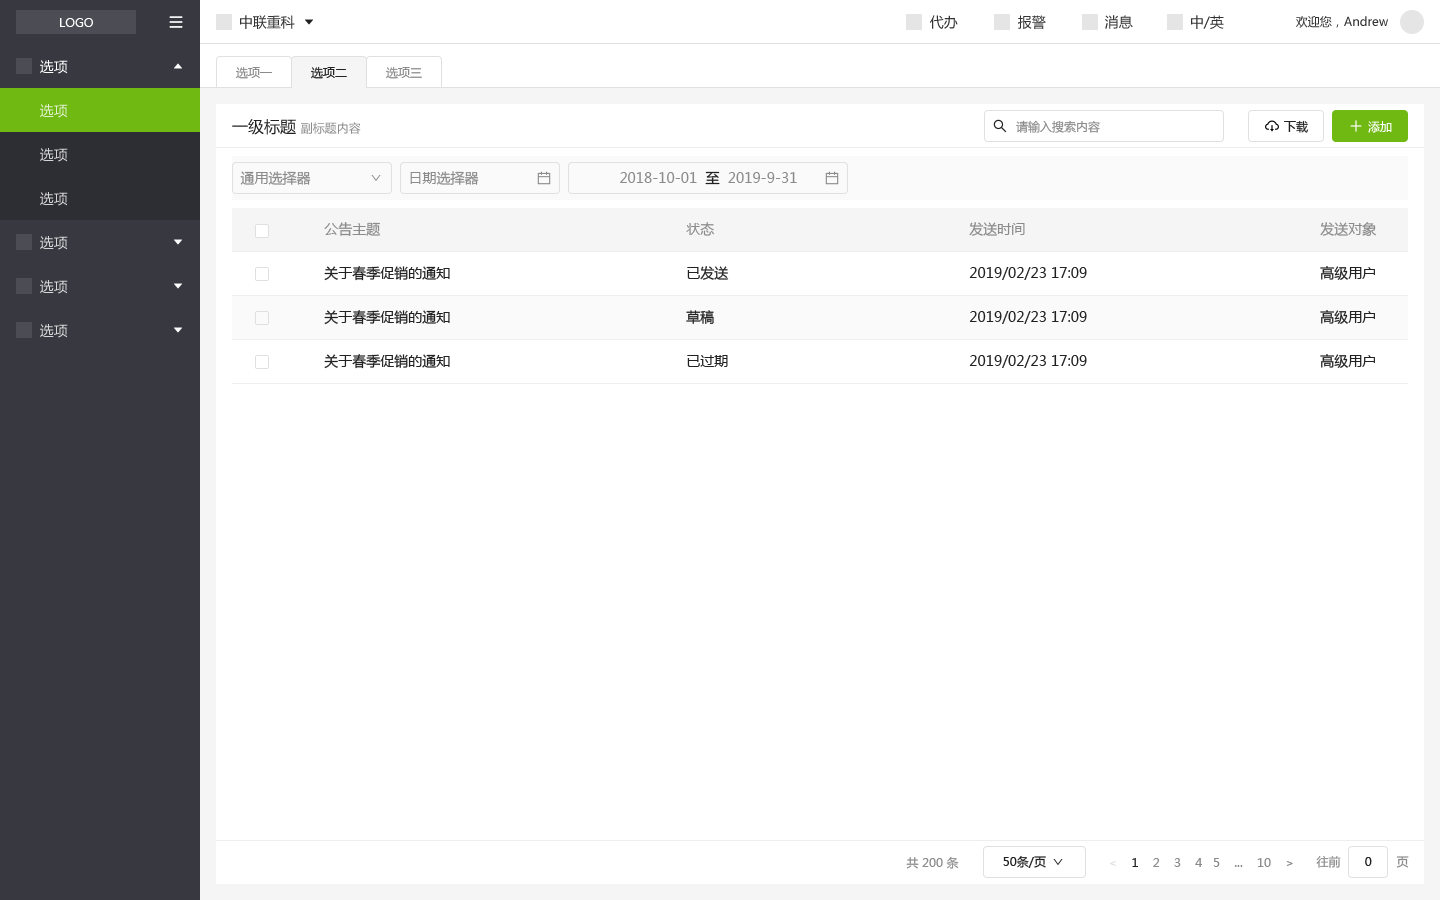 LOGO
中联重科
代办 报警 消息 中/英 欢迎您，Andrew
选项
选项
选项
选项
选项
选项
选项
选项一 选项二 选项三
一级标题 副标题内容
请输入搜索内容 下载 添加
通用选择器 日期选择器 2018-10-01 至 2019-9-31
公告主题 状态 发送时间 发送对象
关于春季促销的通知 已发送 2019/02/23 17:09 高级用户
关于春季促销的通知 草稿 2019/02/23 17:09 高级用户
关于春季促销的通知 已过期 2019/02/23 17:09 高级用户
共 200 条 50条/页 < 1 2 3 4 5 ... 10 > 往前 0 页